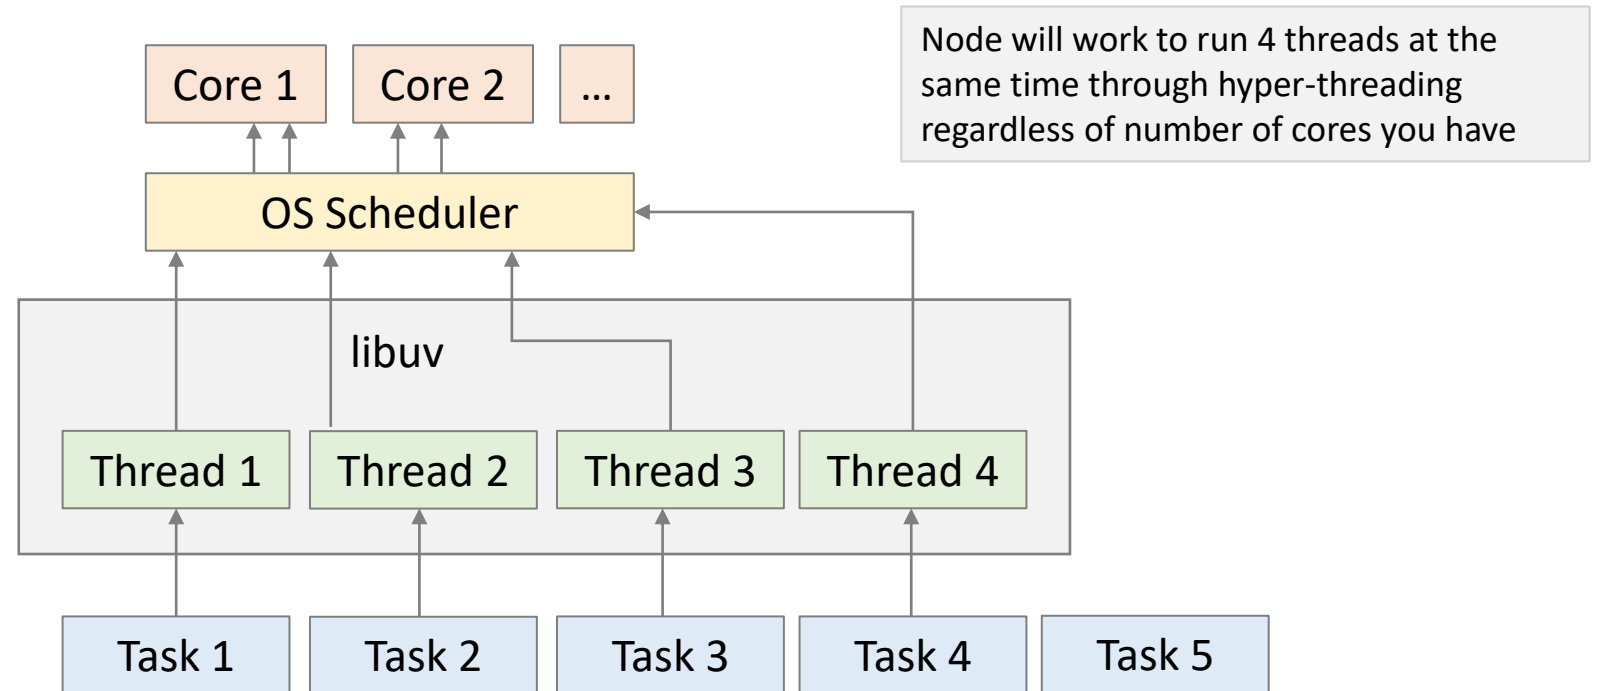 Core 1
Core 2
...
Node will work to run 4 threads at the
same time through hyper-threading
regardless of number of cores you have
OS Scheduler
libuv
Thread 1
Thread 2
Thread 3
Thread 4
Task 1
Task 2
Task 3
Task 4
Task 5